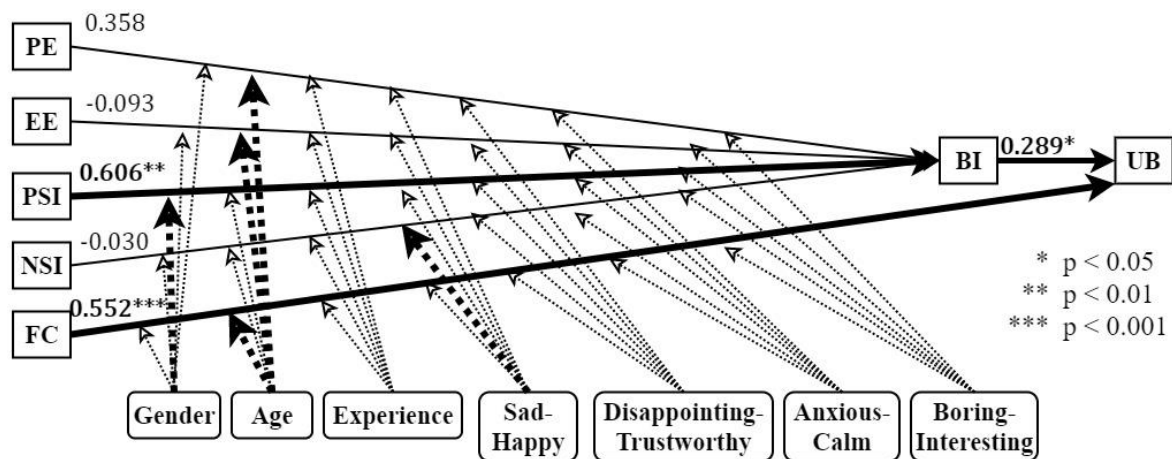 0.358
PE
-0.093
EE
0.606**
PSI
-0.030
NSI
0.552***
FC
BI
0.289*
UB
* p < 0.05
** p < 0.01
*** p < 0.001
Gender
Age
Experience
Sad-
Happy
Disappointing-
Trustworthy
Anxious-
Calm
Boring-
Interesting